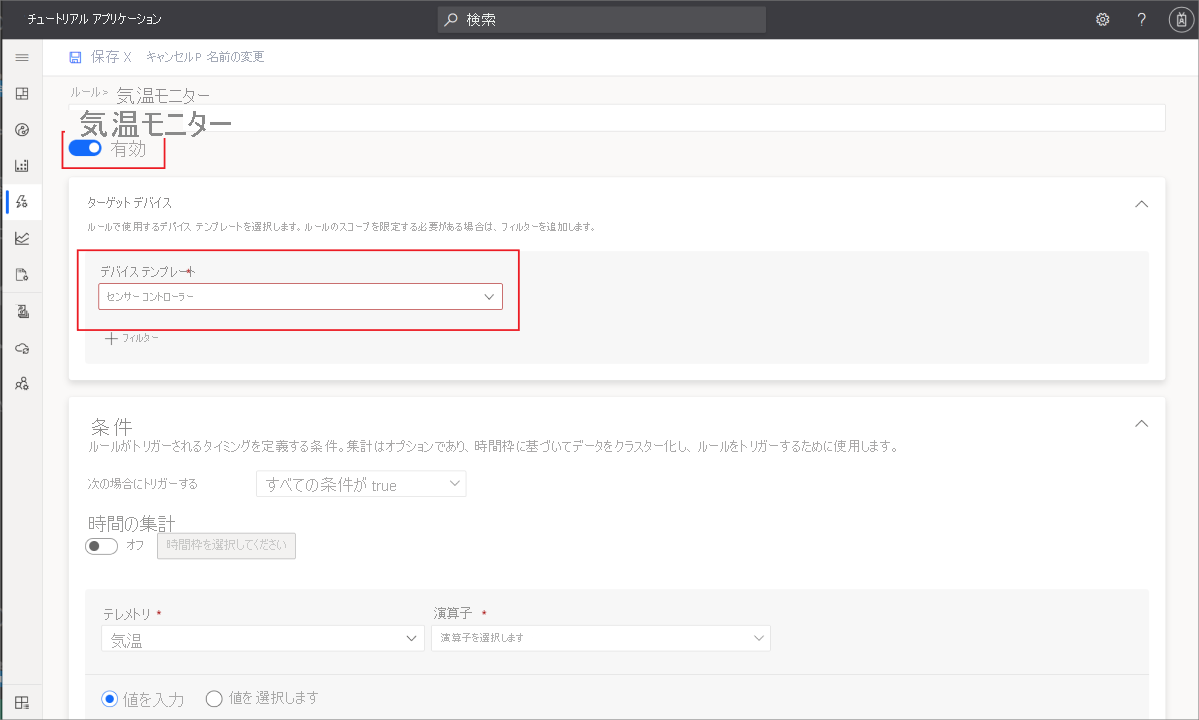 チュートリアル アプリケーション
検索
?
保存 X キャンセル P 名前の変更
ルール> 気温モニター
気温モニター
有効
ターゲット デバイス
ルールで使用するデバイス テンプレートを選択します。ルールのスコープを限定する必要がある場合は、フィルターを追加します。
デバイス テンプレート*
センサー コントローラー
フィルター
条件
ルールがトリガーされるタイミングを定義する条件。集計はオプションであり、時間枠に基づいてデータをクラスター化し、ルールをトリガーするために使用します。
次の場合にトリガーする すべての条件が true
時間の集計
オフ 時間枠を選択してください
テレメトリ * 演算子 *
気温 演算子を選択します
値を入力 値を選択します